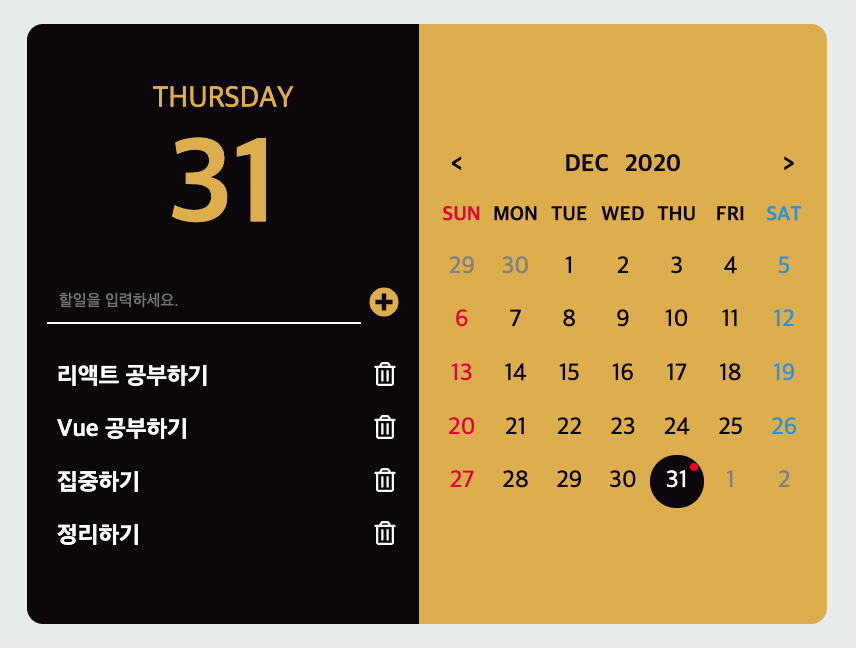 THURSDAY
31
할일을 입력하세요.
리액트 공부하기
Vue 공부하기
집중하기
정리하기
< DEC 2020 >
SUN MON TUE WED THU FRI SAT
29 30 1 2 3 4 5
6 7 8 9 10 11 12
13 14 15 16 17 18 19
20 21 22 23 24 25 26
27 28 29 30 31 1 2